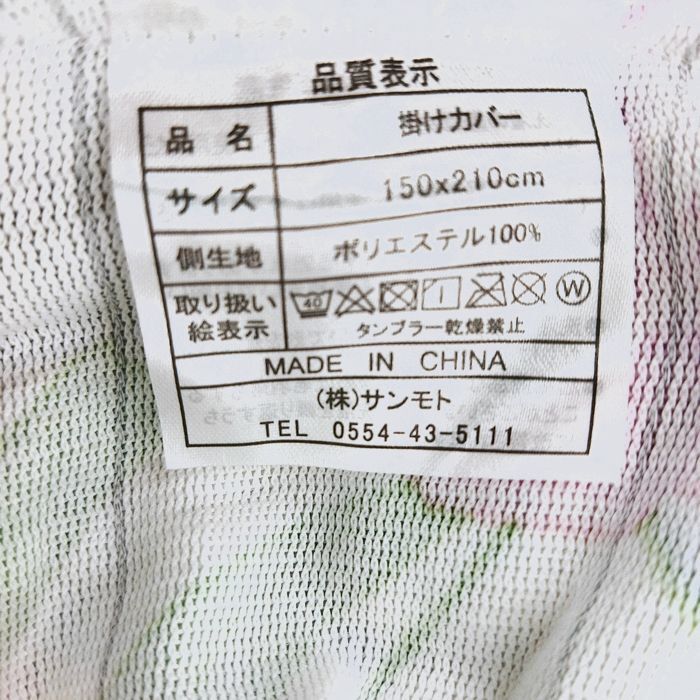 品質表示
品 名 掛けカバー
サイズ 150x210cm
側生地 ポリエステル100%
取り扱い
絵表示
40 W
タンブラー乾燥禁止
MADE IN CHINA
(株)サンモト
TEL 0554-43-5111